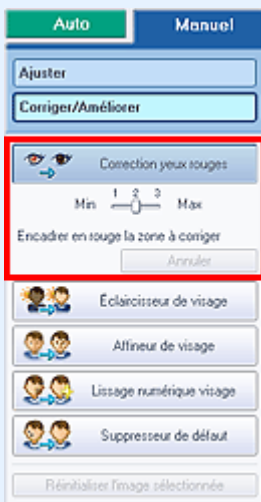 Auto Manuel
Ajuster
Corriger/Améliorer
Correction yeux rouges
1 2 3
Min Max
Encadrer en rouge la zone à corriger
Annuler
Éclaircisseur de visage
Affineur de visage
Lissage numérique visage
Suppresseur de défaut
Réinitialiser l'image sélectionnée